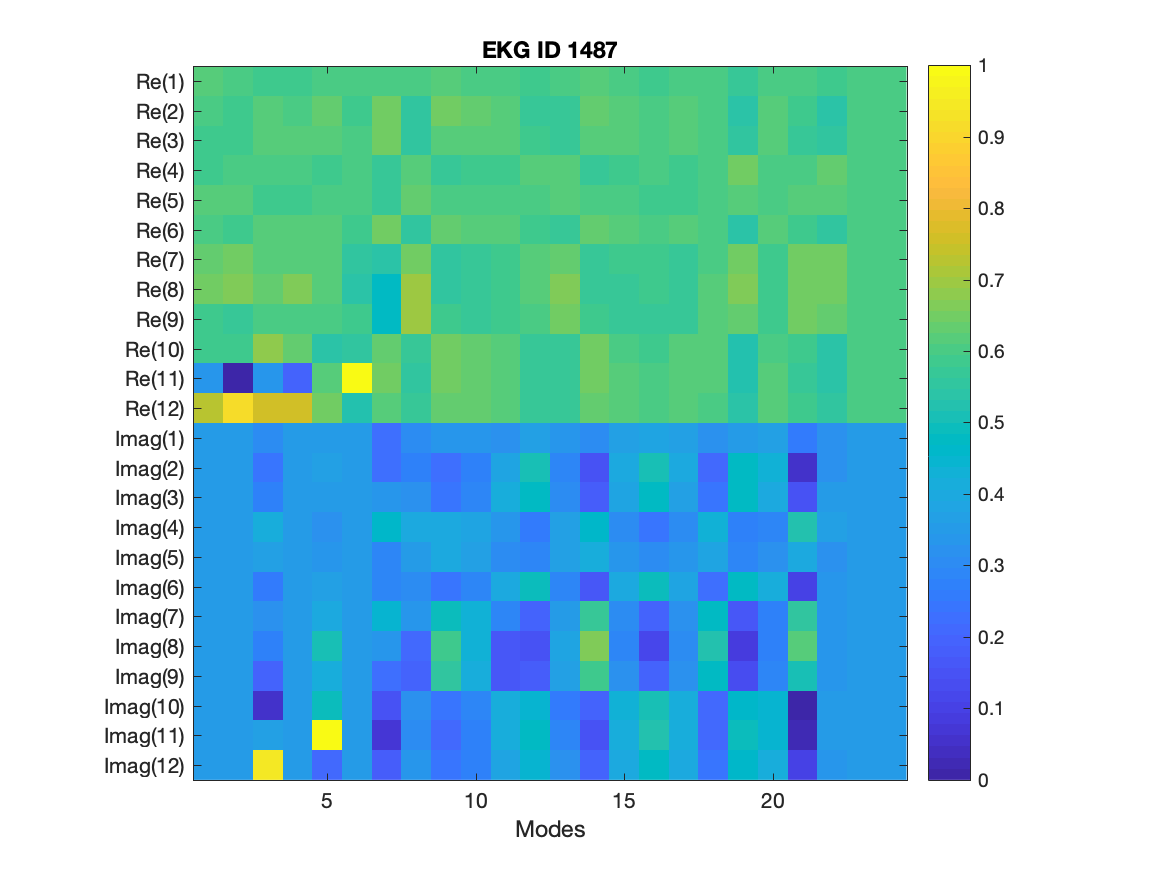 EKG ID 1487
Re(1)
Re(2)
Re(3)
Re(4)
Re(5)
Re(6)
Re(7)
Re(8)
Re(9)
Re(10)
Re(11)
Re(12)
Imag(1)
Imag(2)
Imag(3)
Imag(4)
Imag(5)
Imag(6)
Imag(7)
Imag(8)
Imag(9)
Imag(10)
Imag(11)
Imag(12)
5 10 15 20
Modes
1
0.9
0.8
0.7
0.6
0.5
0.4
0.3
0.2
0.1
0